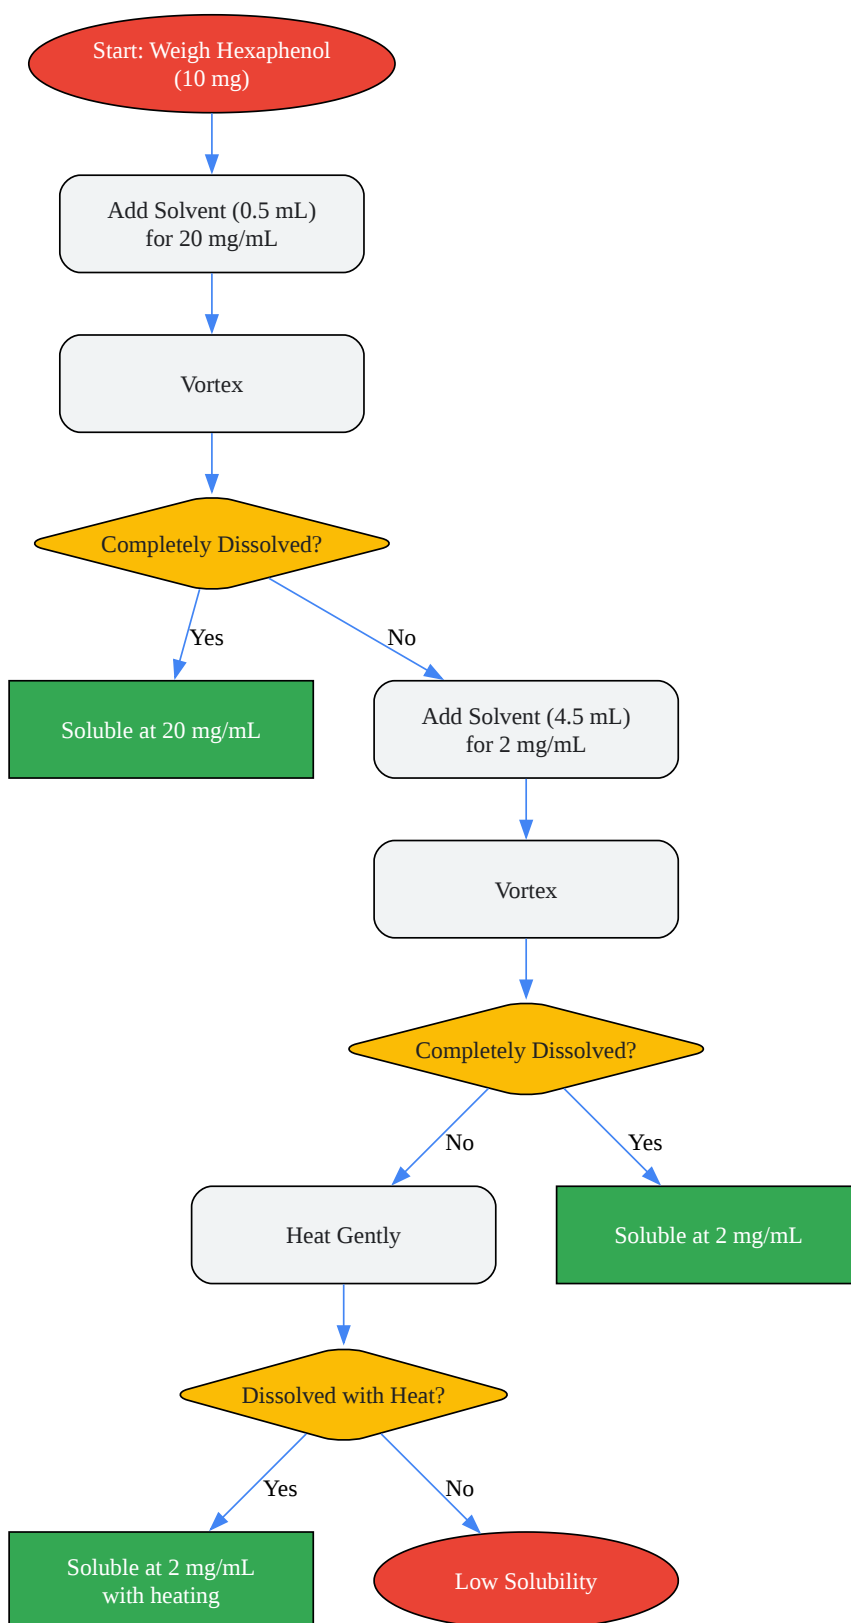 Start: Weigh Hexaphenol
(10 mg)
Add Solvent (0.5 mL)
for 20 mg/mL
Vortex
Completely Dissolved?
Yes
No
Soluble at 20 mg/mL
Add Solvent (4.5 mL)
for 2 mg/mL
Vortex
Completely Dissolved?
No
Yes
Heat Gently
Soluble at 2 mg/mL
Dissolved with Heat?
Yes
No
Soluble at 2 mg/mL
with heating
Low Solubility